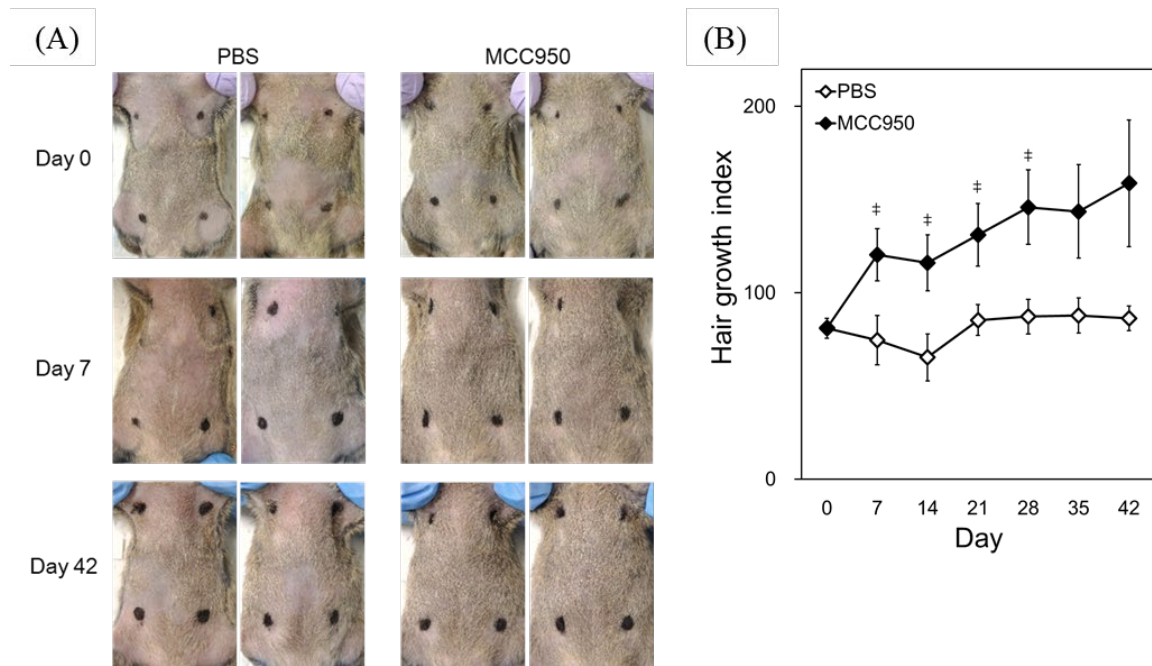 (A)
PBS
MCC950
Day 0
Day 7
Day 42
(B)
PBS
MCC950
Hair growth index
200
100
0
‡
‡
‡
‡
0 7 14 21 28 35 42
Day